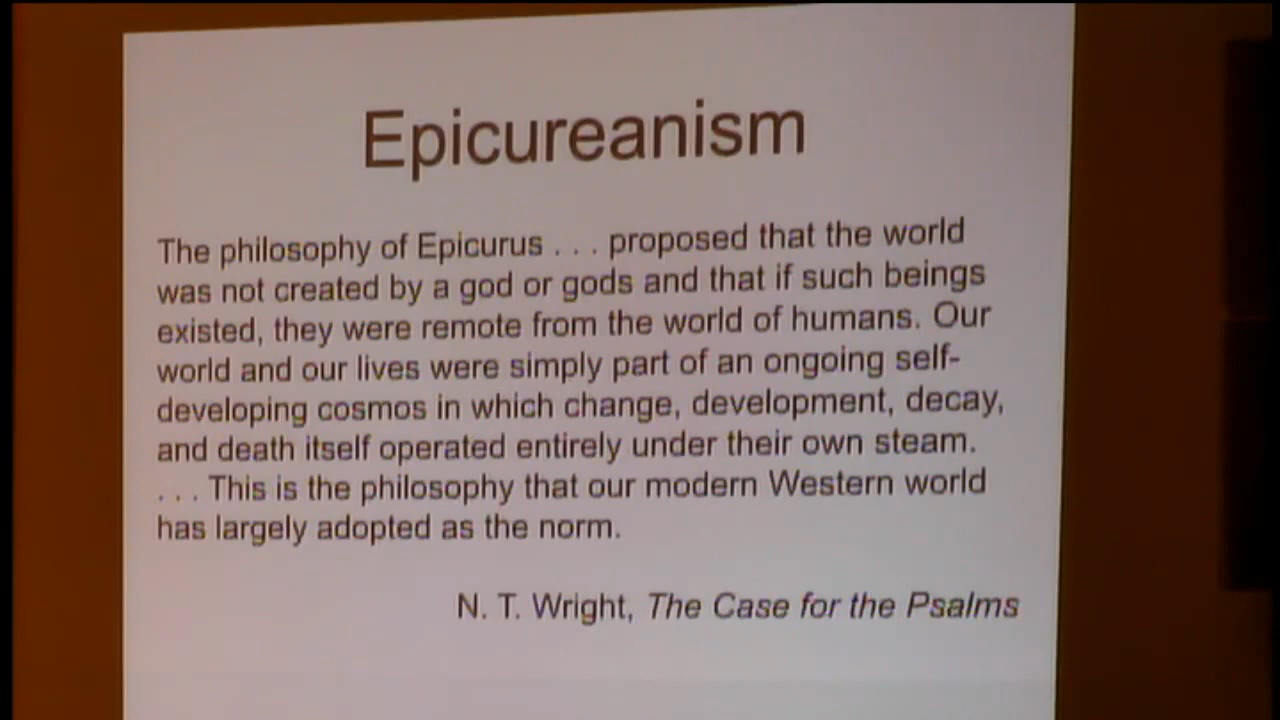 Epicureanism
The philosophy of Epicurus . . . proposed that the world
was not created by a god or gods and that if such beings
existed, they were remote from the world of humans. Our
world and our lives were simply part of an ongoing self-
developing cosmos in which change, development, decay,
and death itself operated entirely under their own steam.
. . . This is the philosophy that our modern Western world
has largely adopted as the norm.
N. T. Wright, The Case for the Psalms